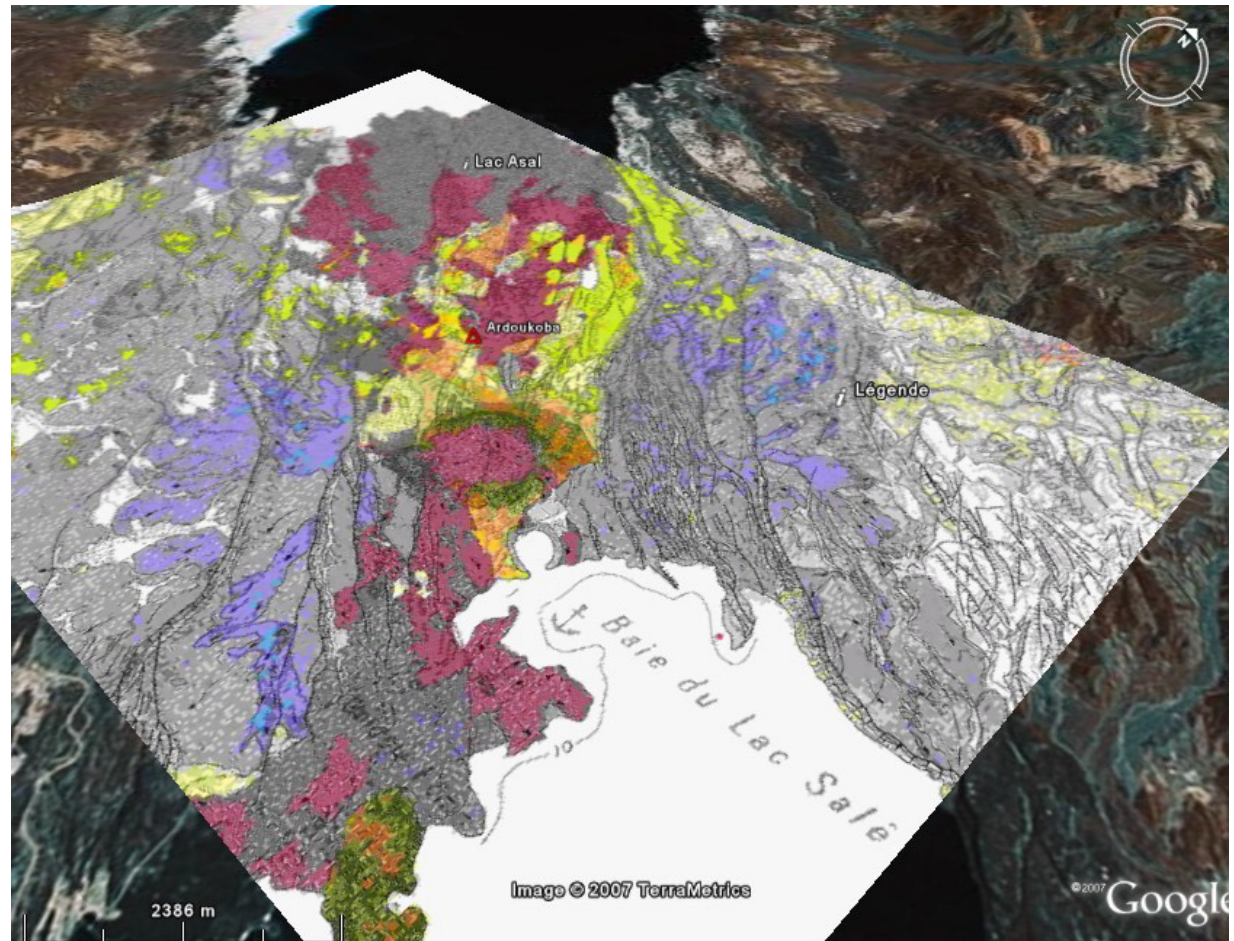 N
Lac Asal
Ardoukoba
Légende
Baie du Lac Salé
10
Image © 2007 TerraMetrics
©2007 Google
2386 m